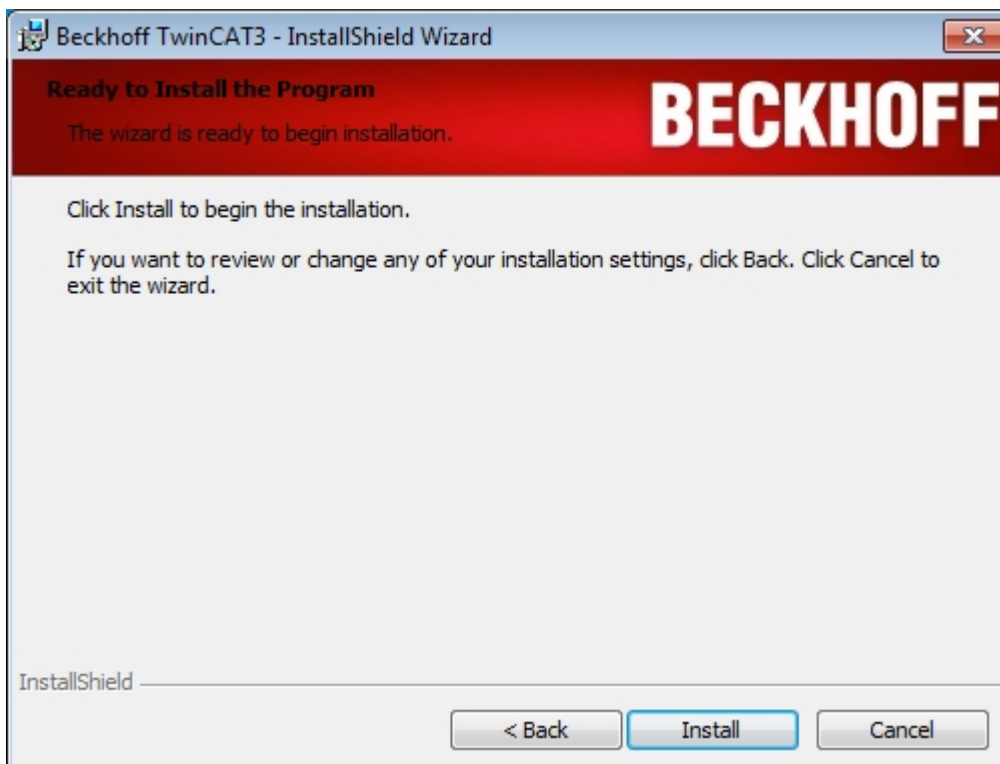 Beckhoff TwinCAT3 - InstallShield Wizard
Ready to Install the Program
BECKHOFF
The wizard is ready to begin installation.
Click Install to begin the installation.
If you want to review or change any of your installation settings, click Back. Click Cancel to
exit the wizard.
InstallShield
< Back Install Cancel